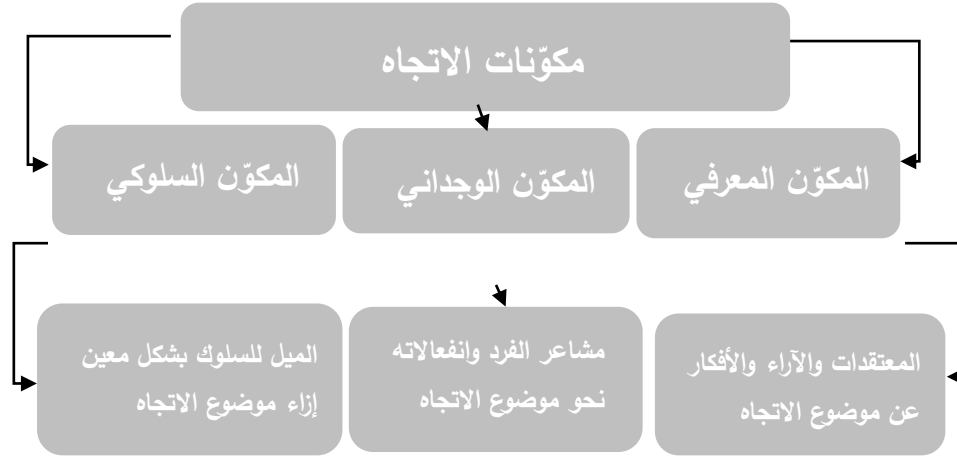 مكوّنات الاتجاه
المكوّن المعرفي
المكوّن الوجداني
المكوّن السلوكي
المعتقدات والآراء والأفكار
عن موضوع الاتجاه
مشاعر الفرد وانفعالاته
نحو موضوع الاتجاه
الميل للسلوك بشكل معين
إزاء موضوع الاتجاه